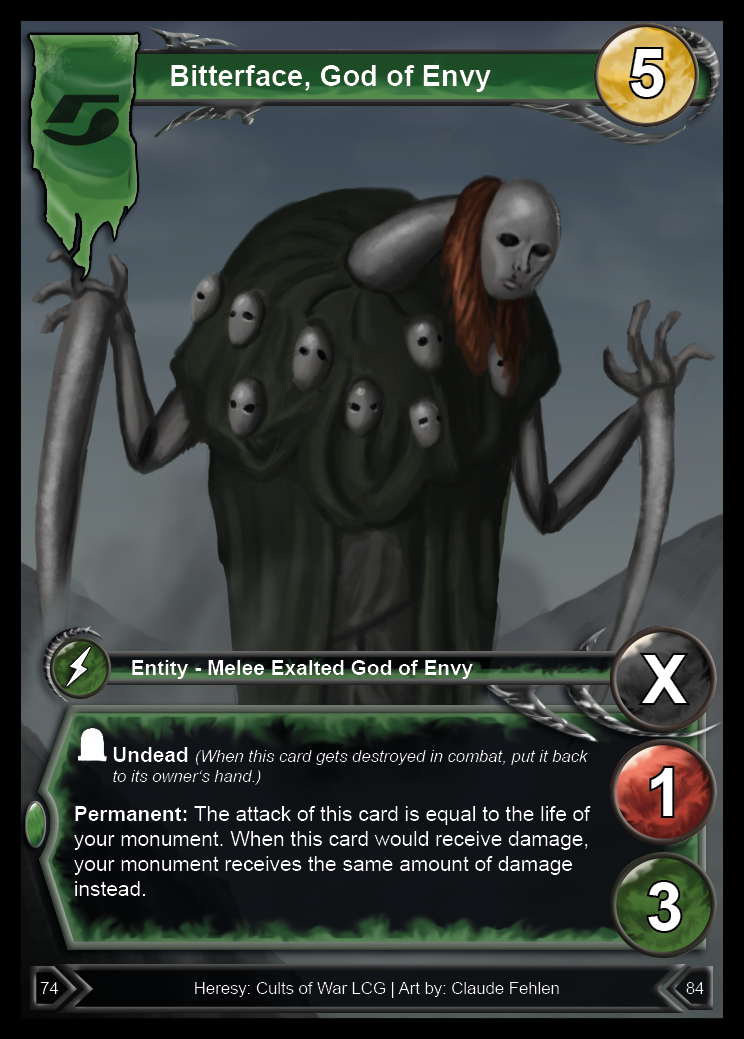 Bitterface, God of Envy
5
Entity - Melee Exalted God of Envy
X
Undead (When this card gets destroyed in combat, put it back
to its owner's hand.)
1
Permanent: The attack of this card is equal to the life of
your monument. When this card would receive damage,
your monument receives the same amount of damage
instead.
3
74
Heresy: Cults of War LCG | Art by: Claude Fehlen
84